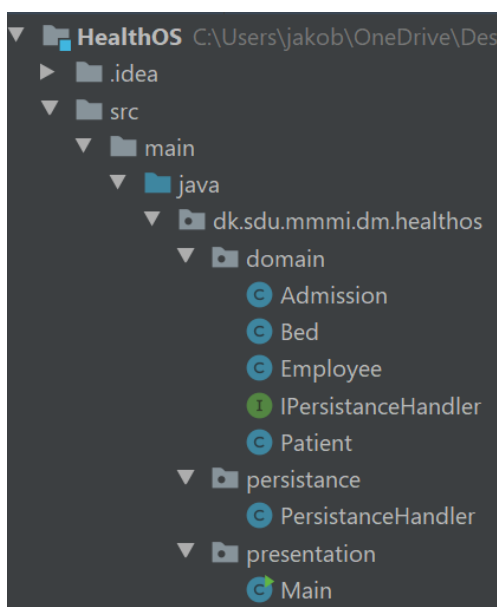 HealthOS C:\Users\jakob\OneDrive\Des
.idea
src
main
java
dk.sdu.mmmi.dm.healthos
domain
C Admission
C Bed
C Employee
I IPersistanceHandler
C Patient
persistance
C PersistanceHandler
presentation
C Main